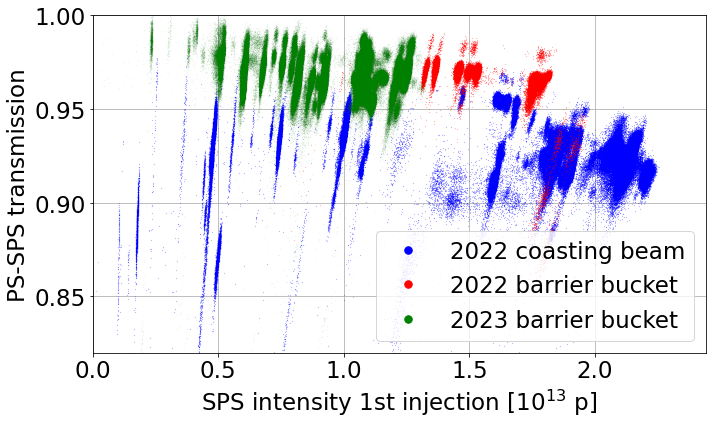 PS-SPS transmission
1.00
0.95
0.90
0.85
2022 coasting beam
2022 barrier bucket
2023 barrier bucket
0.0 0.5 1.0 1.5 2.0
SPS intensity 1st injection [10¹³ p]